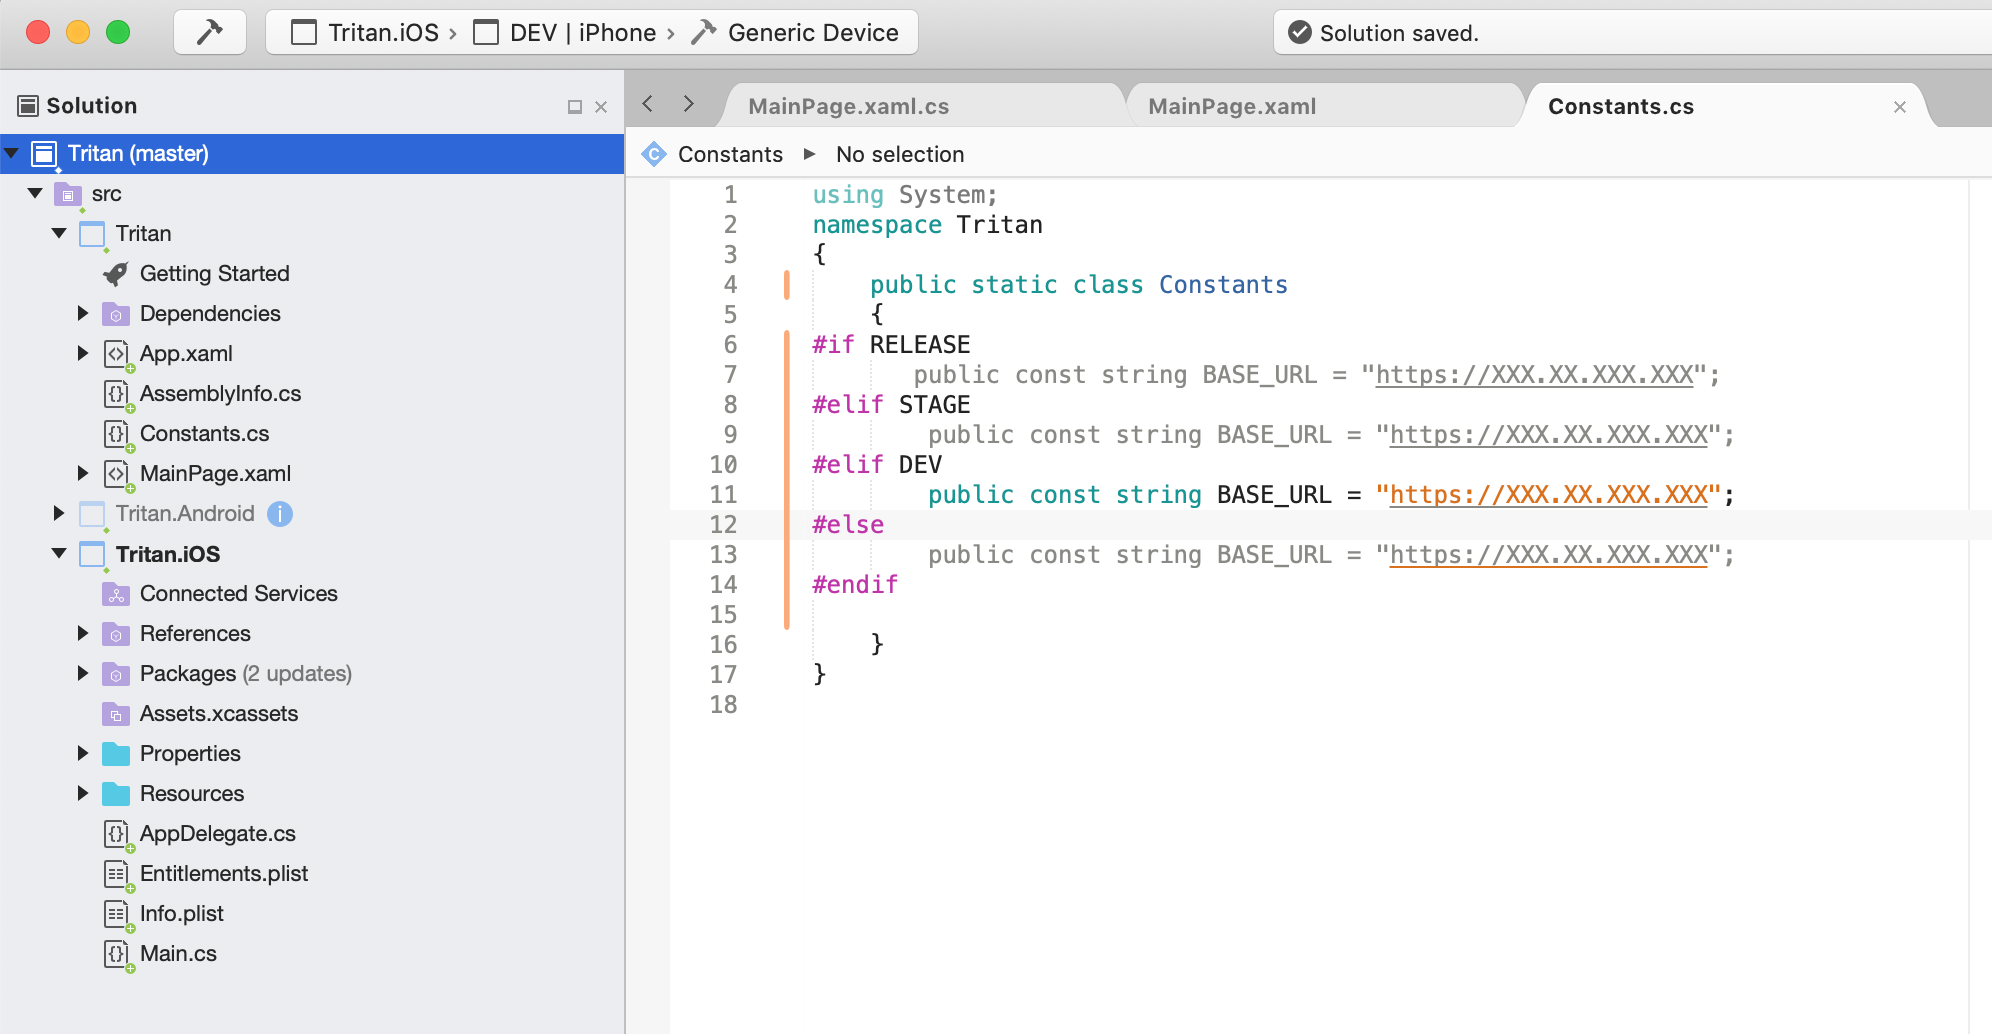 Tritan.iOS › DEV | iPhone › Generic Device
Solution saved.
Solution
MainPage.xaml.cs
MainPage.xaml
Constants.cs
Tritan (master)
src
Tritan
Getting Started
Dependencies
App.xaml
AssemblyInfo.cs
Constants.cs
MainPage.xaml
Tritan.Android
Tritan.iOS
Connected Services
References
Packages (2 updates)
Assets.xcassets
Properties
Resources
AppDelegate.cs
Entitlements.plist
Info.plist
Main.cs
C Constants ▶ No selection
1 using System;
2 namespace Tritan
3 {
4 public static class Constants
5 {
6 #if RELEASE
7 public const string BASE_URL = "https://XXX.XX.XXX.XXX";
8 #elif STAGE
9 public const string BASE_URL = "https://XXX.XX.XXX.XXX";
10 #elif DEV
11 public const string BASE_URL = "https://XXX.XX.XXX.XXX";
12 #else
13 public const string BASE_URL = "https://XXX.XX.XXX.XXX";
14 #endif
15
16 }
17 }
18